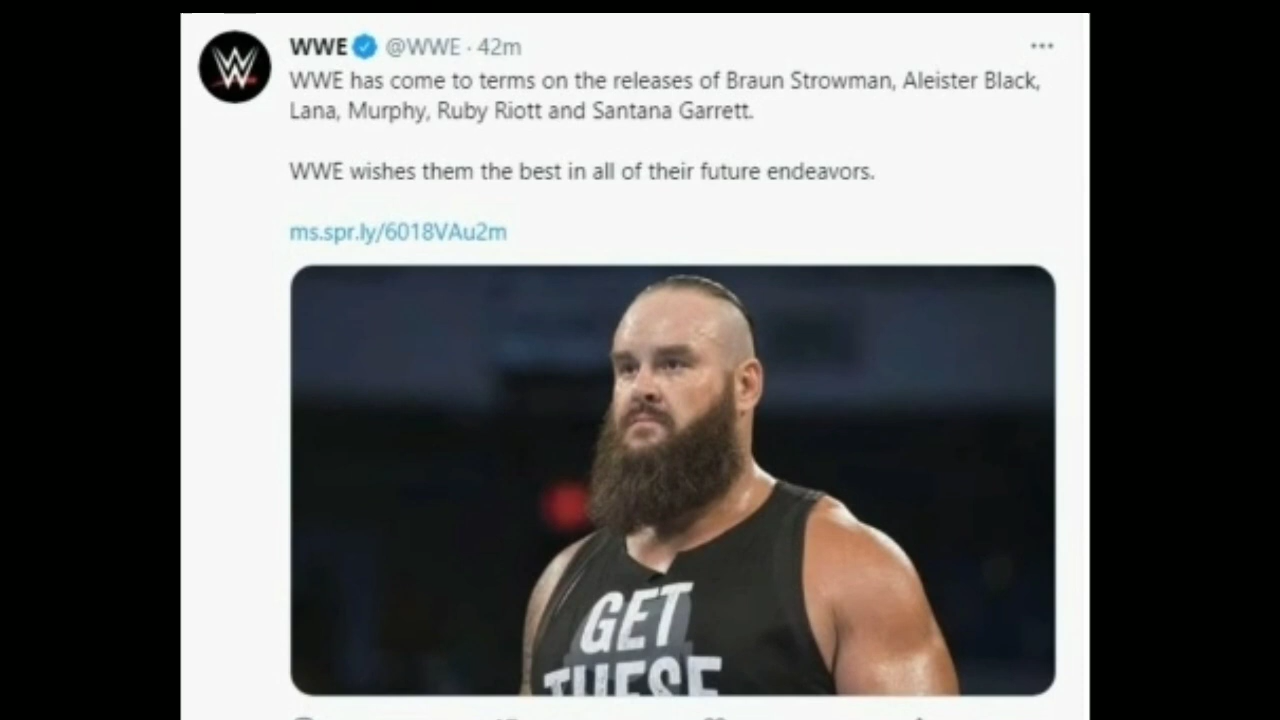 WWE @WWE · 42m
WWE has come to terms on the releases of Braun Strowman, Aleister Black,
Lana, Murphy, Ruby Riott and Santana Garrett.
WWE wishes them the best in all of their future endeavors.
ms.spr.ly/6018VAu2m
GET
THESE